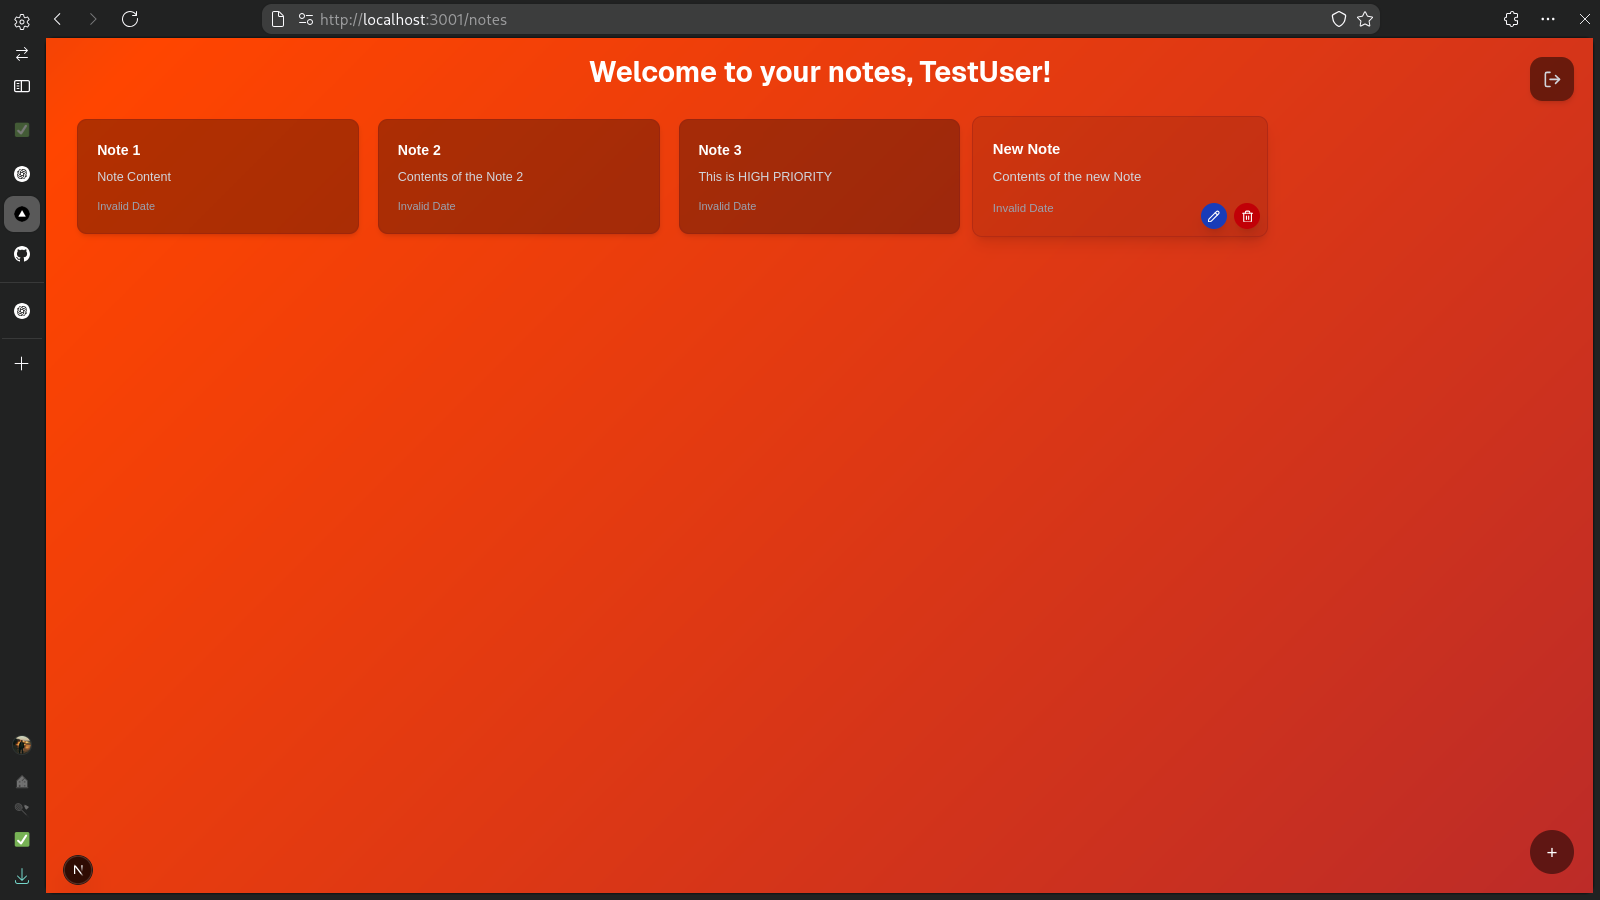 http://localhost:3001/notes
Welcome to your notes, TestUser!
Note 1
Note Content
Invalid Date
Note 2
Contents of the Note 2
Invalid Date
Note 3
This is HIGH PRIORITY
Invalid Date
New Note
Contents of the new Note
Invalid Date
N